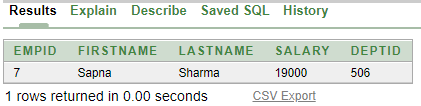 Results Explain Describe Saved SQL History
EMPID FIRSTNAME LASTNAME SALARY DEPTID
7 Sapna Sharma 19000 506
1 rows returned in 0.00 seconds CSV Export